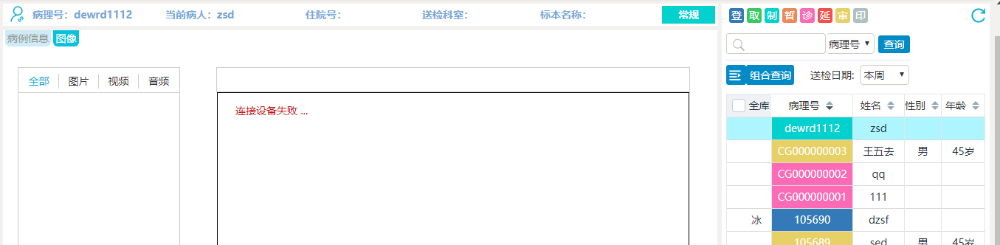 病理号：dewrd1112 当前病人：zsd 住院号： 送检科室： 标本名称： 常规
病例信息 图像
全部 图片 视频 音频
连接设备失败 ...
登 取 制 暂 诊 延 审 印
病理号 查询
组合查询 送检日期: 本周
全库 病理号 姓名 性别 年龄
dewrd1112 zsd
CG000000003 王五去 男 45岁
CG000000002 qq
CG000000001 111
冰 105690 dzsf
105689 sed 男 45岁